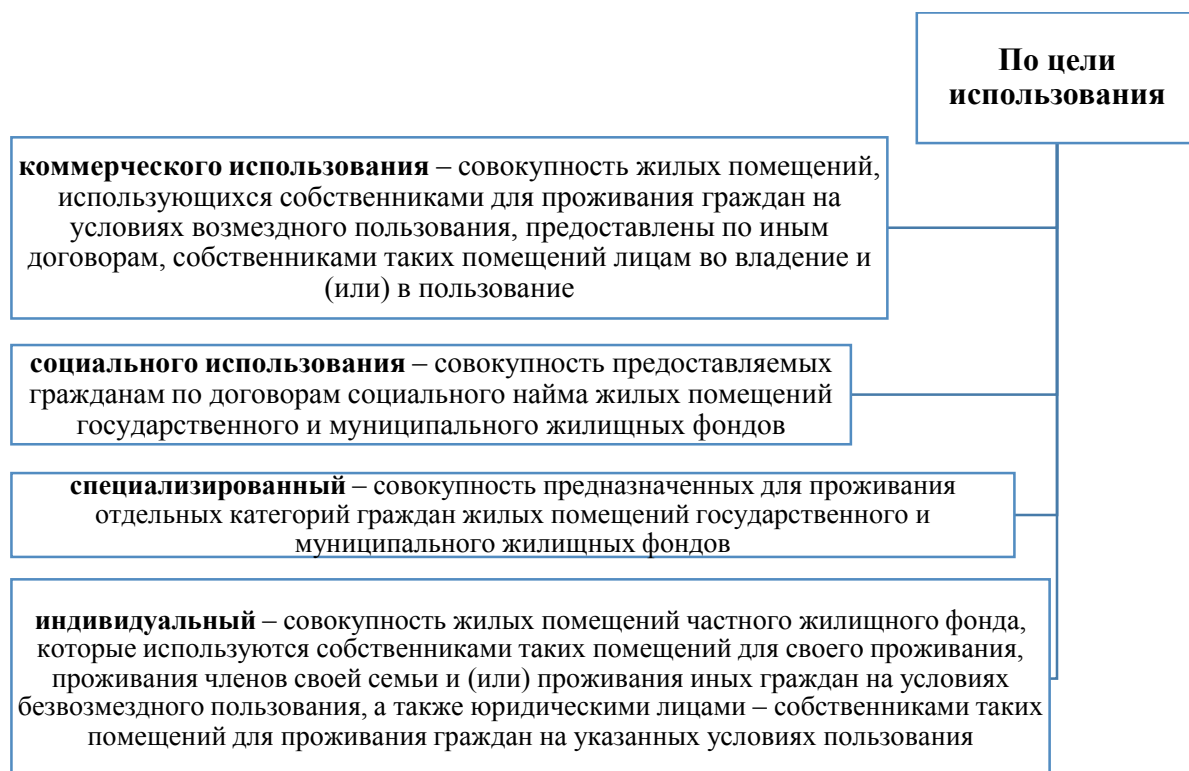 По цели
использования
коммерческого использования – совокупность жилых помещений,
использующихся собственниками для проживания граждан на
условиях возмездного пользования, предоставлены по иным
договорам, собственниками таких помещений лицам во владение и
(или) в пользование
социального использования – совокупность предоставляемых
гражданам по договорам социального найма жилых помещений
государственного и муниципального жилищных фондов
специализированный – совокупность предназначенных для проживания
отдельных категорий граждан жилых помещений государственного и
муниципального жилищных фондов
индивидуальный – совокупность жилых помещений частного жилищного фонда,
которые используются собственниками таких помещений для своего проживания,
проживания членов своей семьи и (или) проживания иных граждан на условиях
безвозмездного пользования, а также юридическими лицами – собственниками таких
помещений для проживания граждан на указанных условиях пользования